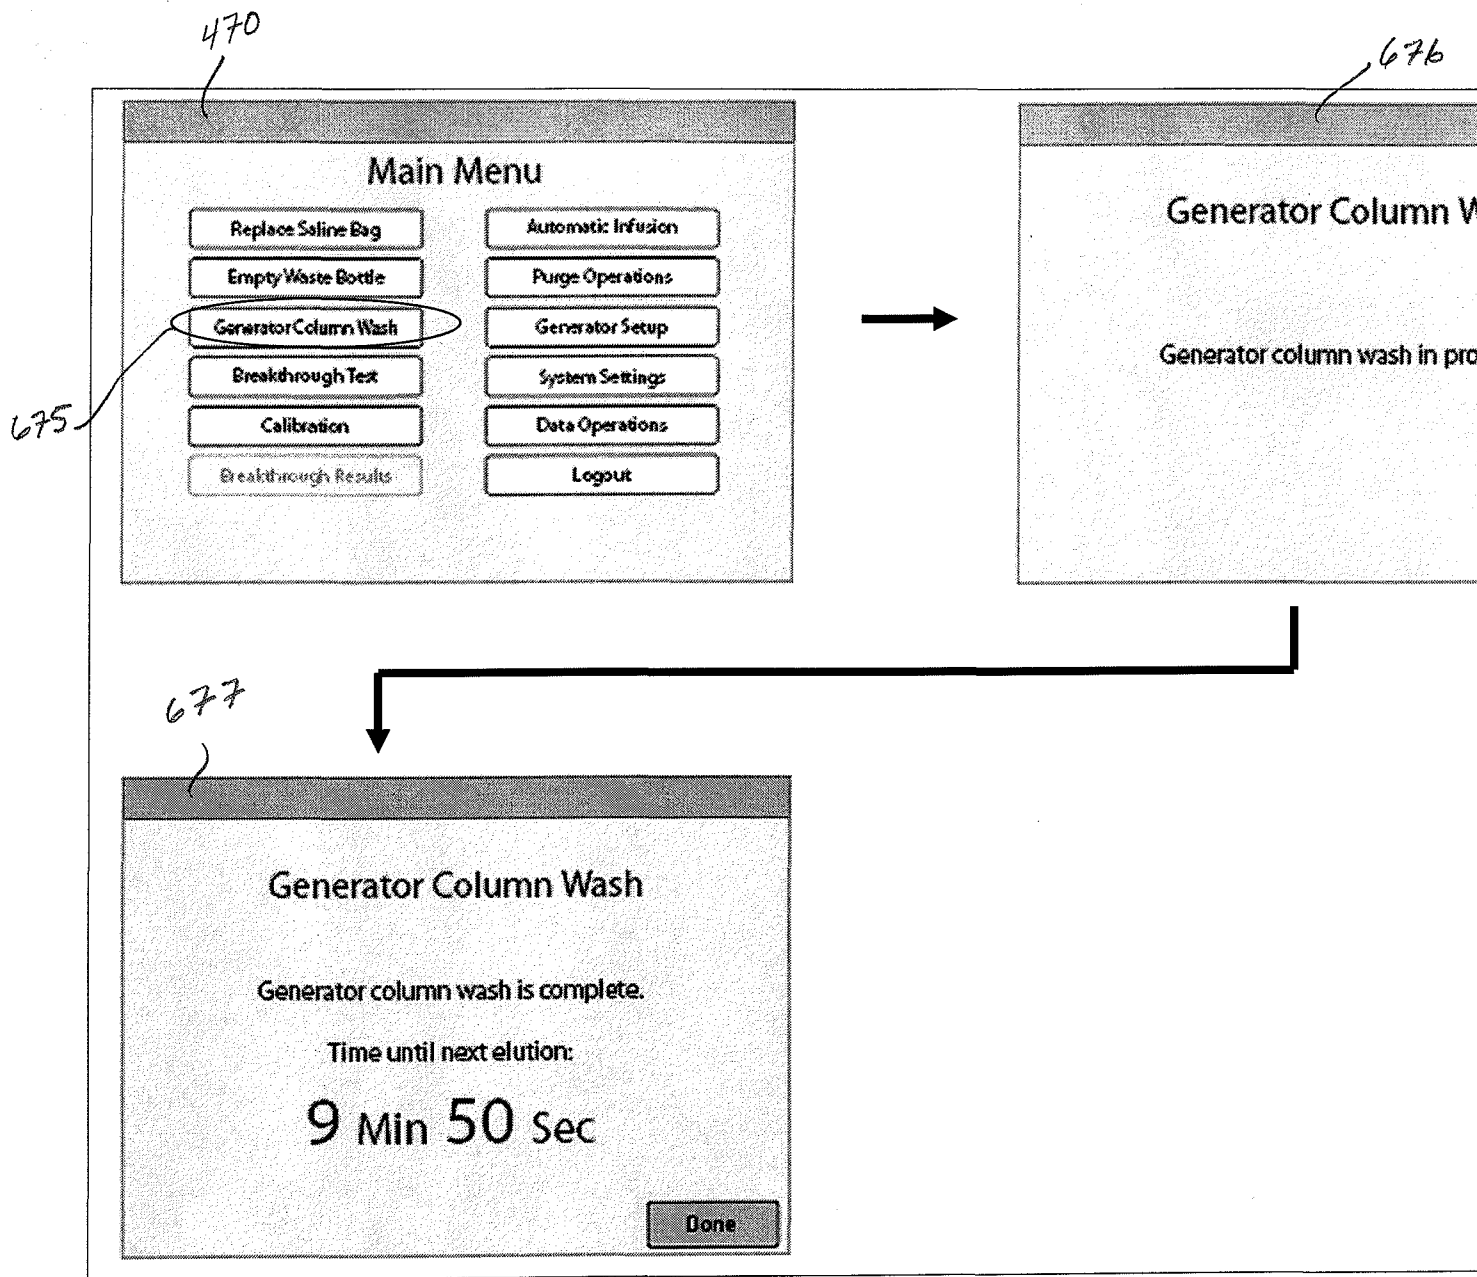 470
676
Main Menu
Replace Saline Bag
Automatic Infusion
Empty Waste Bottle
Purge Operations
Generator Column Wash
Generator Setup
Breakthrough Test
System Settings
675
Calibration
Data Operations
Breakthrough Results
Logout
Generator Column W
Generator column wash in pro
677
Generator Column Wash
Generator column wash is complete.
Time until next elution:
9 Min 50 Sec
Done